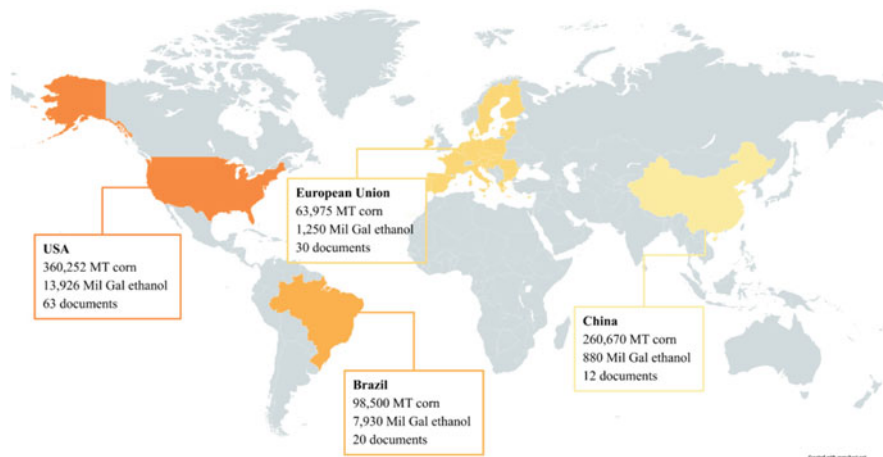 European Union
63,975 MT corn
1,250 Mil Gal ethanol
30 documents
USA
360,252 MT corn
13,926 Mil Gal ethanol
63 documents
China
260,670 MT corn
880 Mil Gal ethanol
12 documents
Brazil
98,500 MT corn
7,930 Mil Gal ethanol
20 documents